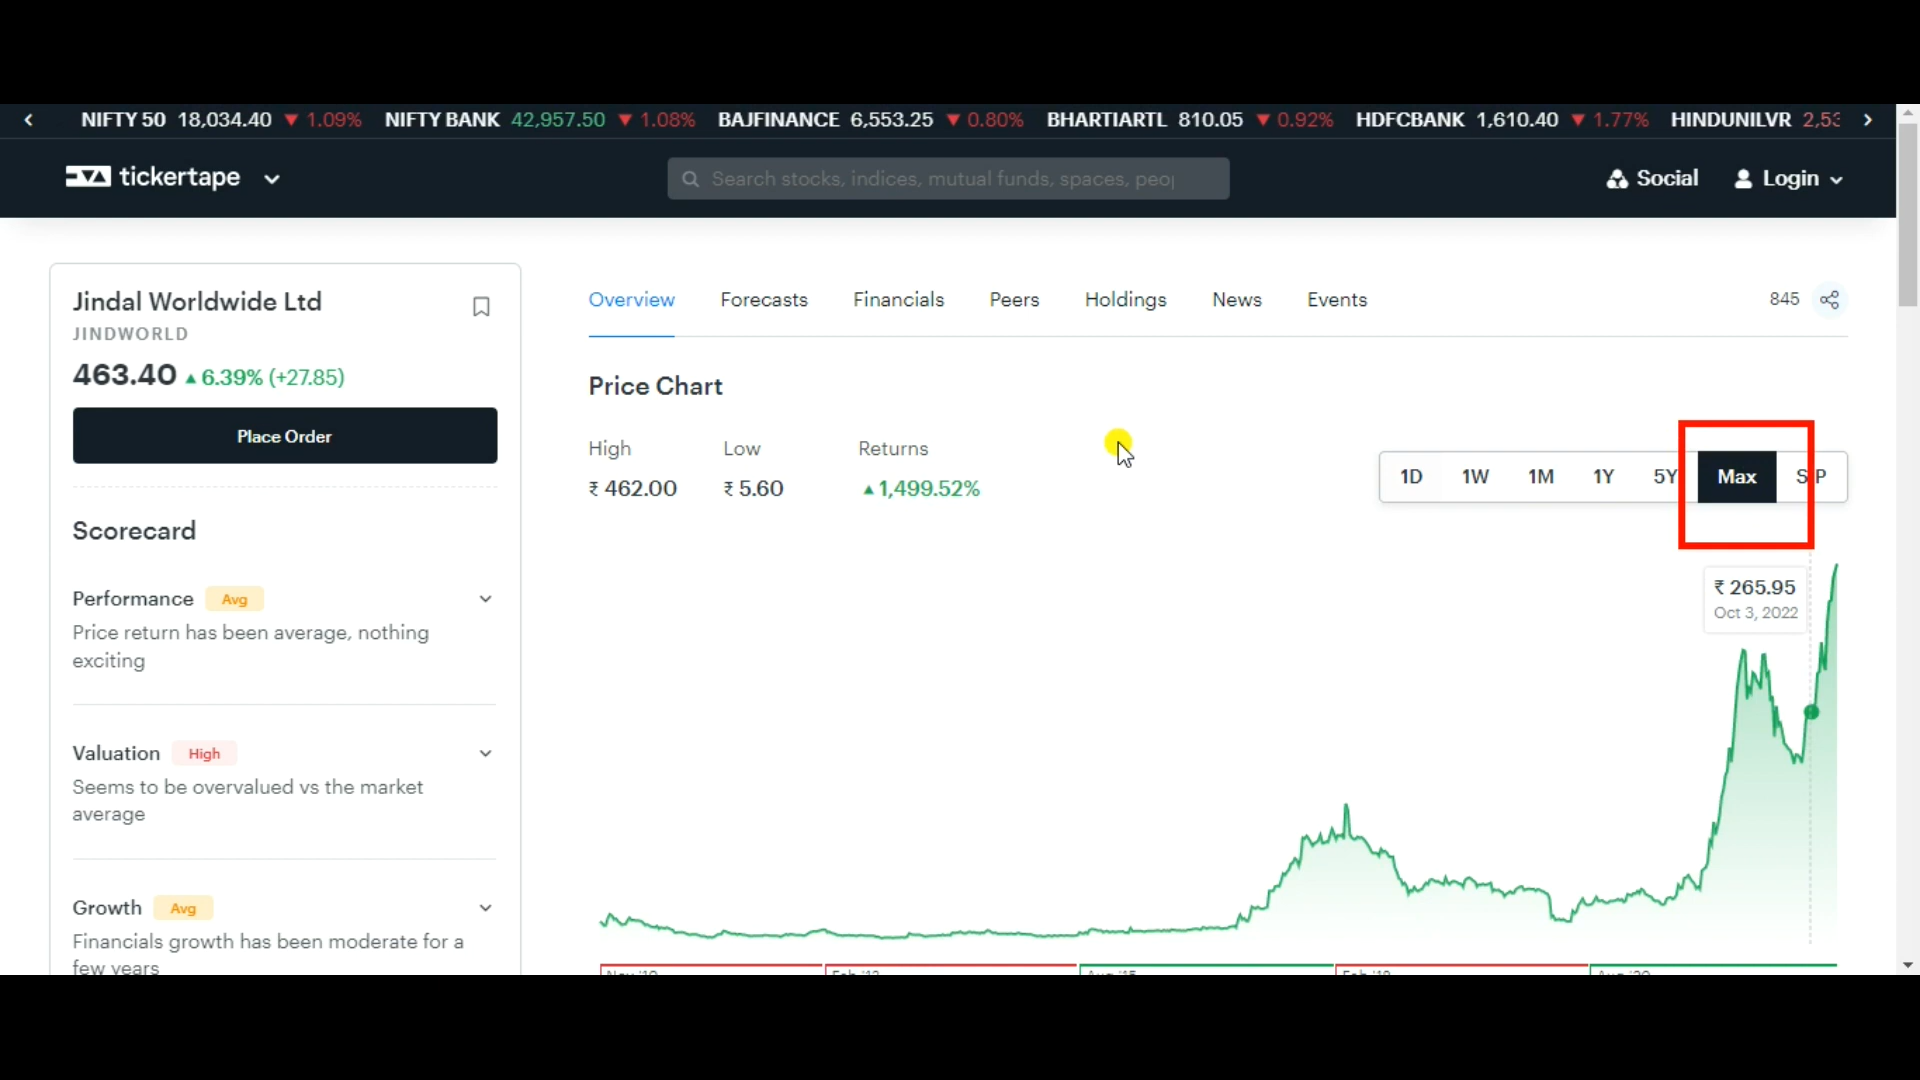 NIFTY 50 18,034.40 ▼ 1.09% NIFTY BANK 42,957.50 ▼ 1.08% BAJFINANCE 6,553.25 ▼ 0.80% BHARTIARTL 810.05 ▼ 0.92% HDFCBANK 1,610.40 ▼ 1.77% HINDUNILVR
tickertape
Search stocks, indices, mutual funds, spaces,
Social
Login
Jindal Worldwide Ltd
JINDWORLD
463.40 ▲ 6.39% (+27.85)
Place Order
Scorecard
Performance Avg
Price return has been average, nothing
exciting
Valuation High
Seems to be overvalued vs the market
average
Growth Avg
Financials growth has been moderate for a
few years
Overview Forecasts Financials Peers Holdings News Events
845
Price Chart
High Low Returns
₹ 462.00 ₹ 5.60 ▲ 1,499.52%
1D 1W 1M 1Y 5Y Max
₹ 265.95
Oct 3, 2022